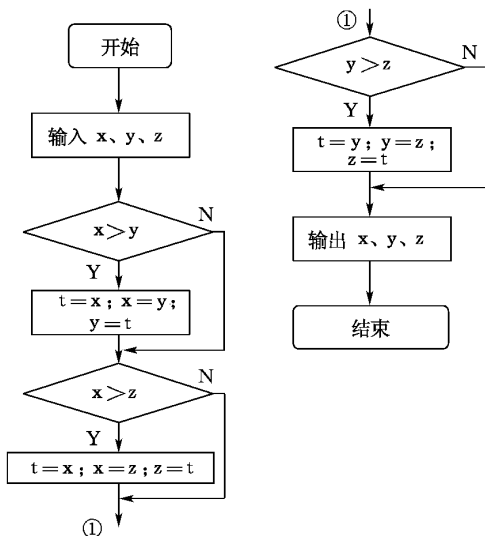 开始
输入 x、y、z
x＞y
N
Y
t＝x；x＝y；
y＝t
x＞z
N
Y
t＝x；x＝z；z＝t
①
①
y＞z
N
Y
t＝y；y＝z；
z＝t
输出 x、y、z
结束